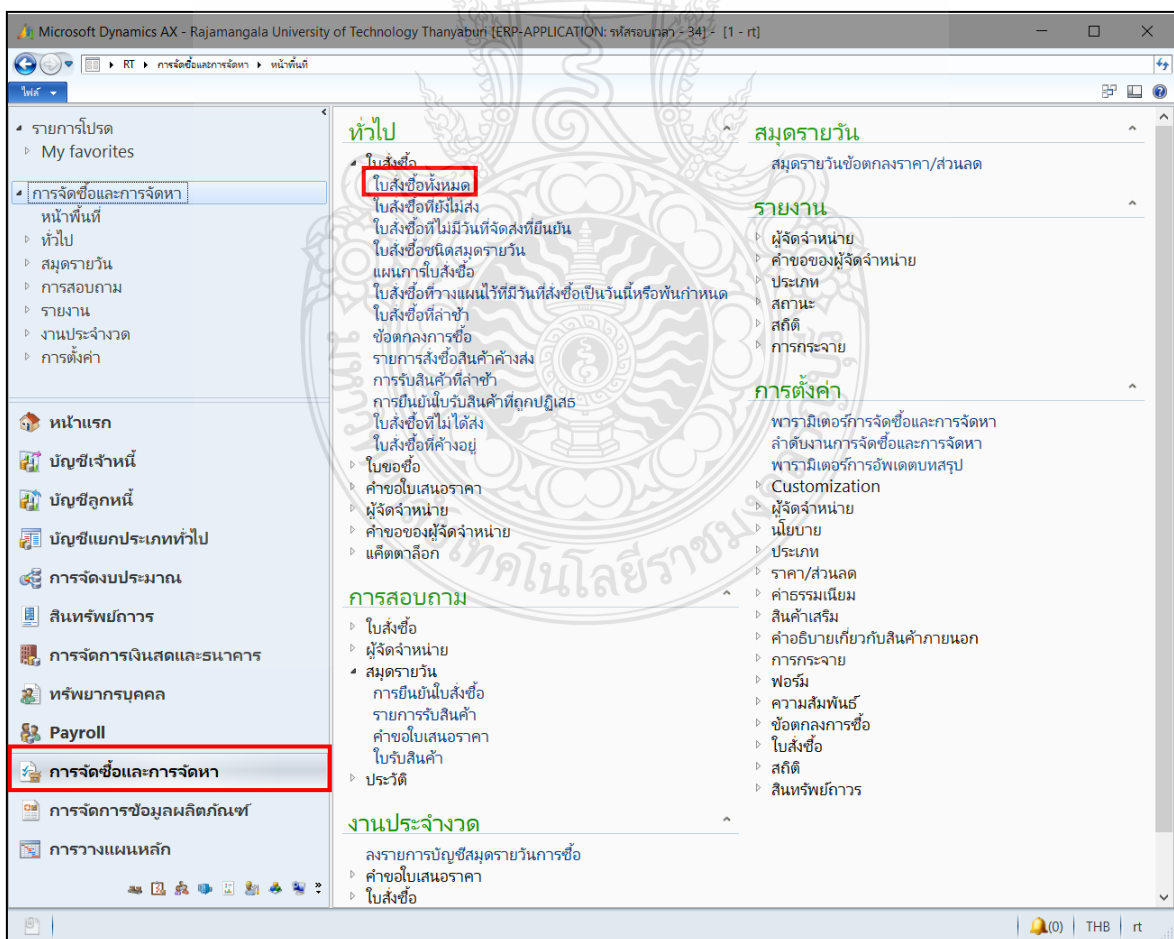 Microsoft Dynamics AX - Rajamangala University of Technology Thanyaburi [ERP-APPLICATION: รหัสรอบเวลา - 34] - [1 - rt]
RT ▸ การจัดซื้อและการจัดหา ▸ หน้าพื้นที่
ไฟล์
รายการโปรด
My favorites
การจัดซื้อและการจัดหา
หน้าพื้นที่
ทั่วไป
สมุดรายวัน
การสอบถาม
รายงาน
งานประจำงวด
การตั้งค่า
หน้าแรก
บัญชีเจ้าหนี้
บัญชีลูกหนี้
บัญชีแยกประเภททั่วไป
การจัดงบประมาณ
สินทรัพย์ถาวร
การจัดการเงินสดและธนาคาร
ทรัพยากรบุคคล
Payroll
การจัดซื้อและการจัดหา
การจัดการข้อมูลผลิตภัณฑ์
การวางแผนหลัก
ทั่วไป
ใบสั่งซื้อ
ใบสั่งซื้อทั้งหมด
ใบสั่งซื้อที่ยังไม่ส่ง
ใบสั่งซื้อที่ไม่มีวันที่จัดส่งที่ยืนยัน
ใบสั่งซื้อชนิดสมุดรายวัน
แผนการใบสั่งซื้อ
ใบสั่งซื้อที่วางแผนไว้ที่มีวันที่สั่งซื้อเป็นวันนี้หรือพ้นกำหนด
ใบสั่งซื้อที่ล่าช้า
ข้อตกลงการซื้อ
รายการสั่งซื้อสินค้าค้างส่ง
การรับสินค้าที่ล่าช้า
การยืนยันใบรับสินค้าที่ถูกปฏิเสธ
ใบสั่งซื้อที่ไม่ได้ส่ง
ใบสั่งซื้อที่ค้างอยู่
ใบขอซื้อ
คำขอใบเสนอราคา
ผู้จัดจำหน่าย
คำขอของผู้จัดจำหน่าย
แค็ตตาล็อก
การสอบถาม
ใบสั่งซื้อ
ผู้จัดจำหน่าย
สมุดรายวัน
การยืนยันใบสั่งซื้อ
รายการรับสินค้า
คำขอใบเสนอราคา
ใบรับสินค้า
ประวัติ
งานประจำงวด
ลงรายการบัญชีสมุดรายวันการซื้อ
คำขอใบเสนอราคา
ใบสั่งซื้อ
สมุดรายวัน
สมุดรายวันข้อตกลงราคา/ส่วนลด
รายงาน
ผู้จัดจำหน่าย
คำขอของผู้จัดจำหน่าย
ประเภท
สถานะ
สถิติ
การกระจาย
การตั้งค่า
พารามิเตอร์การจัดซื้อและการจัดหา
ลำดับงานการจัดซื้อและการจัดหา
พารามิเตอร์การอัพเดตบทสรุป
Customization
ผู้จัดจำหน่าย
นโยบาย
ประเภท
ราคา/ส่วนลด
ค่าธรรมเนียม
สินค้าเสริม
คำอธิบายเกี่ยวกับสินค้าภายนอก
การกระจาย
ฟอร์ม
ความสัมพันธ์
ข้อตกลงการซื้อ
ใบสั่งซื้อ
สถิติ
สินทรัพย์ถาวร
(0) THB rt